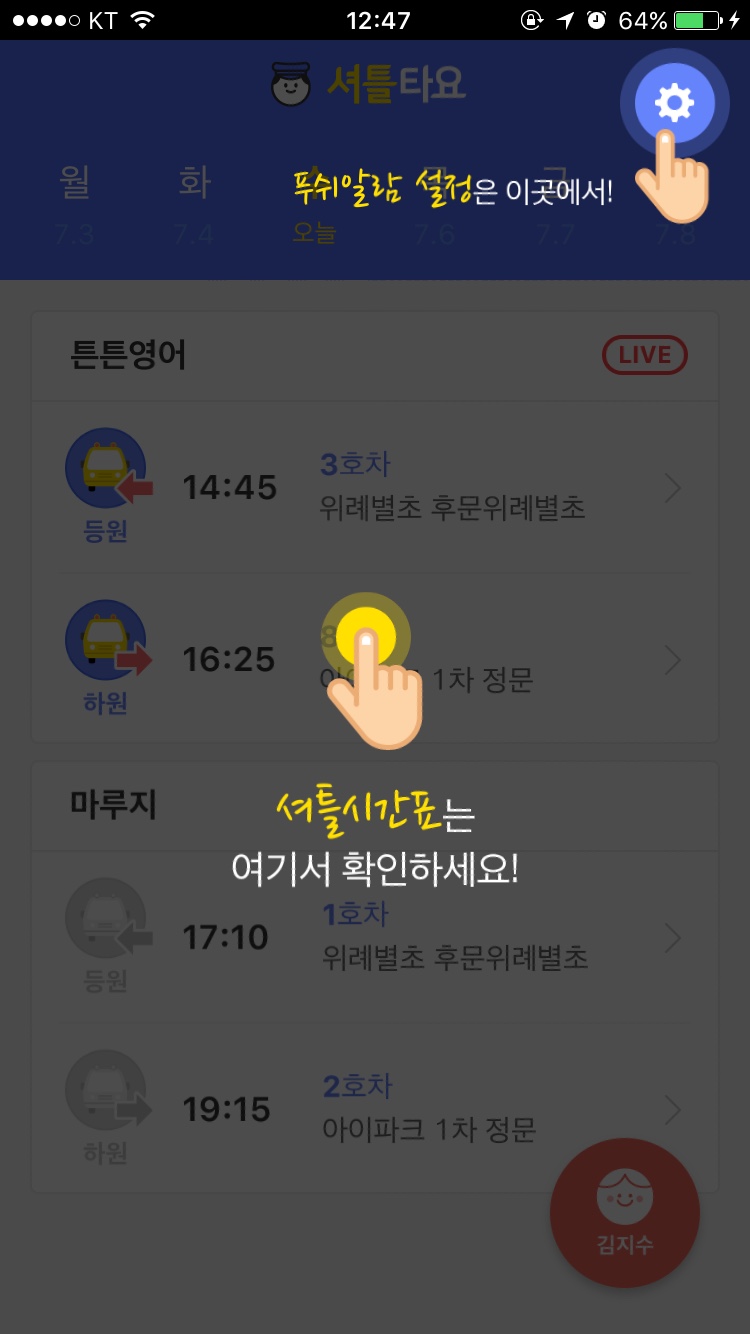 KT 12:47 64%
셔틀타요
월 화 수 목 금
푸쉬알람 설정은 이곳에서!
7.3 7.4 오늘 7.6 7.7 7.8
튼튼영어 LIVE
3호차
14:45
위례별초 후문위례별초
등원
8
16:25
1차 정문
하원
셔틀시간표는
마루지
여기서 확인하세요!
1호차
17:10
위례별초 후문위례별초
등원
2호차
19:15
아이파크 1차 정문
하원
김지수